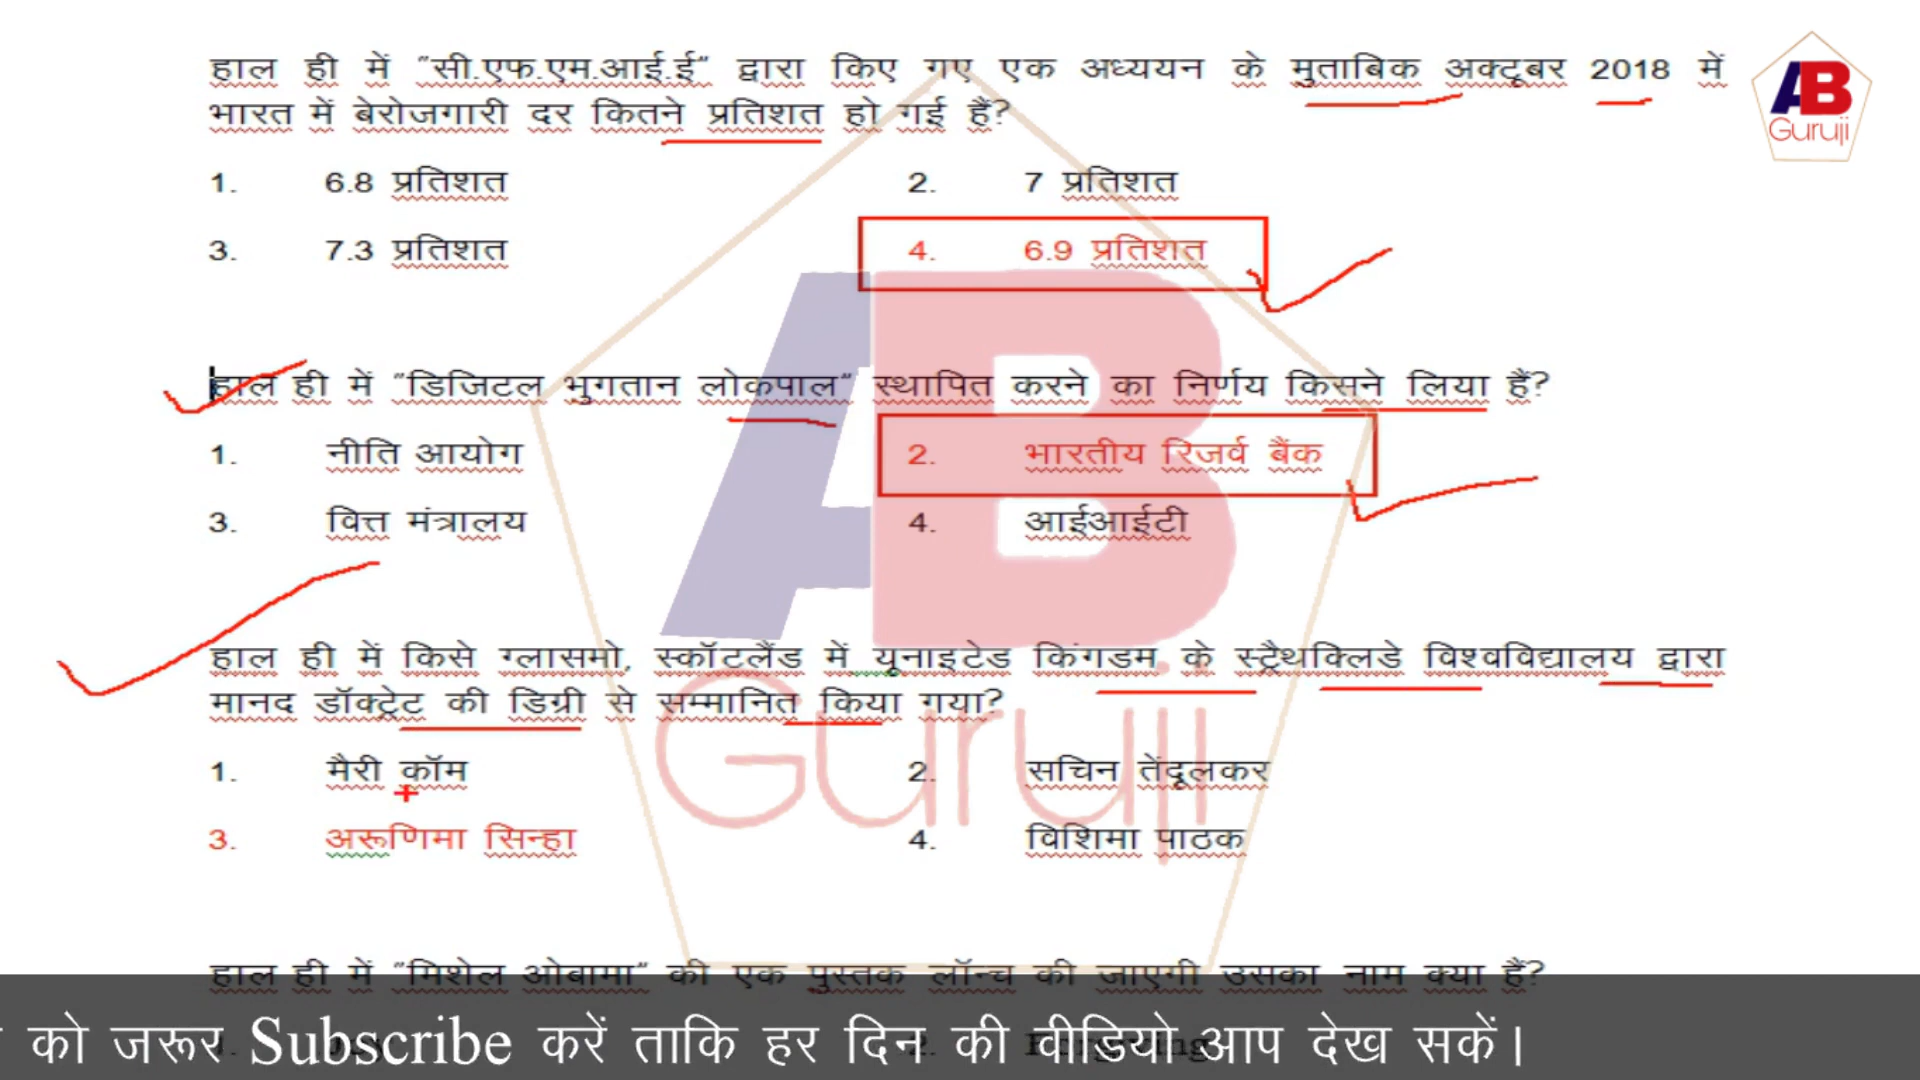 हाल ही में "सी.एफ.एम.आई.ई" द्वारा किए गए एक अध्ययन के मुताबिक अक्टूबर 2018 में
भारत में बेरोजगारी दर कितने प्रतिशत हो गई हैं?
1. 6.8 प्रतिशत 2. 7 प्रतिशत
3. 7.3 प्रतिशत 4. 6.9 प्रतिशत
हाल ही में "डिजिटल भुगतान लोकपाल" स्थापित करने का निर्णय किसने लिया हैं?
1. नीति आयोग 2. भारतीय रिजर्व बैंक
3. वित्त मंत्रालय 4. आईआईटी
हाल ही में किसे ग्लासमो, स्कॉटलैंड में यूनाइटेड किंगडम के स्ट्रैथक्लिडे विश्वविद्यालय द्वारा
मानद डॉक्ट्रेट की डिग्री से सम्मानित किया गया?
1. मैरी कॉम 2. सचिन तेंदूलकर
3. अरूणिमा सिन्हा 4. विशिमा पाठक
हाल ही में "मिशेल ओबामा" की एक पुस्तक लॉन्च की जाएगी उसका नाम क्या हैं?
को जरूर Subscribe करें ताकि हर दिन की वीडियो आप देख सकें।
AB
Guruji
AB
Guruji